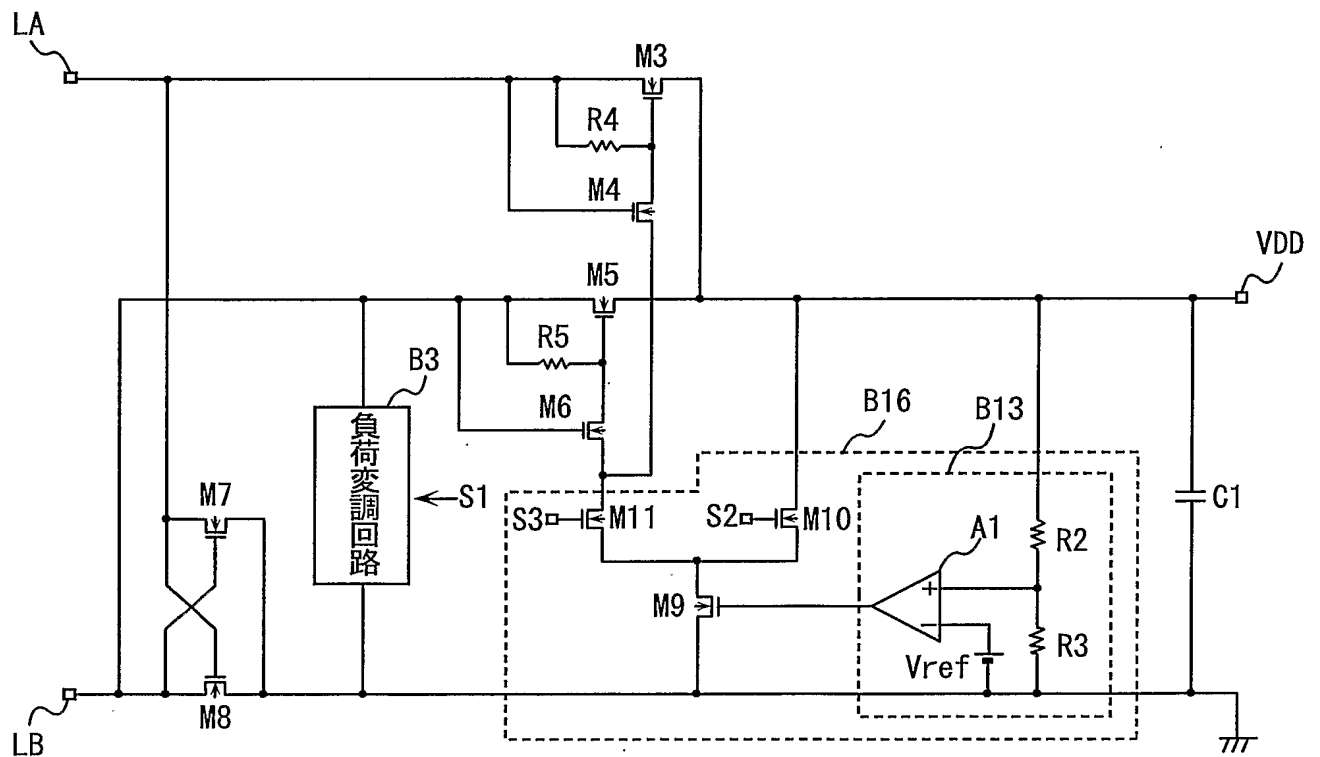 LA
M3
R4
M4
VDD
M5
R5
B3
M6
B16
B13
負荷変調回路
S1
M7
S3
M11
S2
M10
A1
R2
C1
M9
+
−
R3
Vref
M8
LB